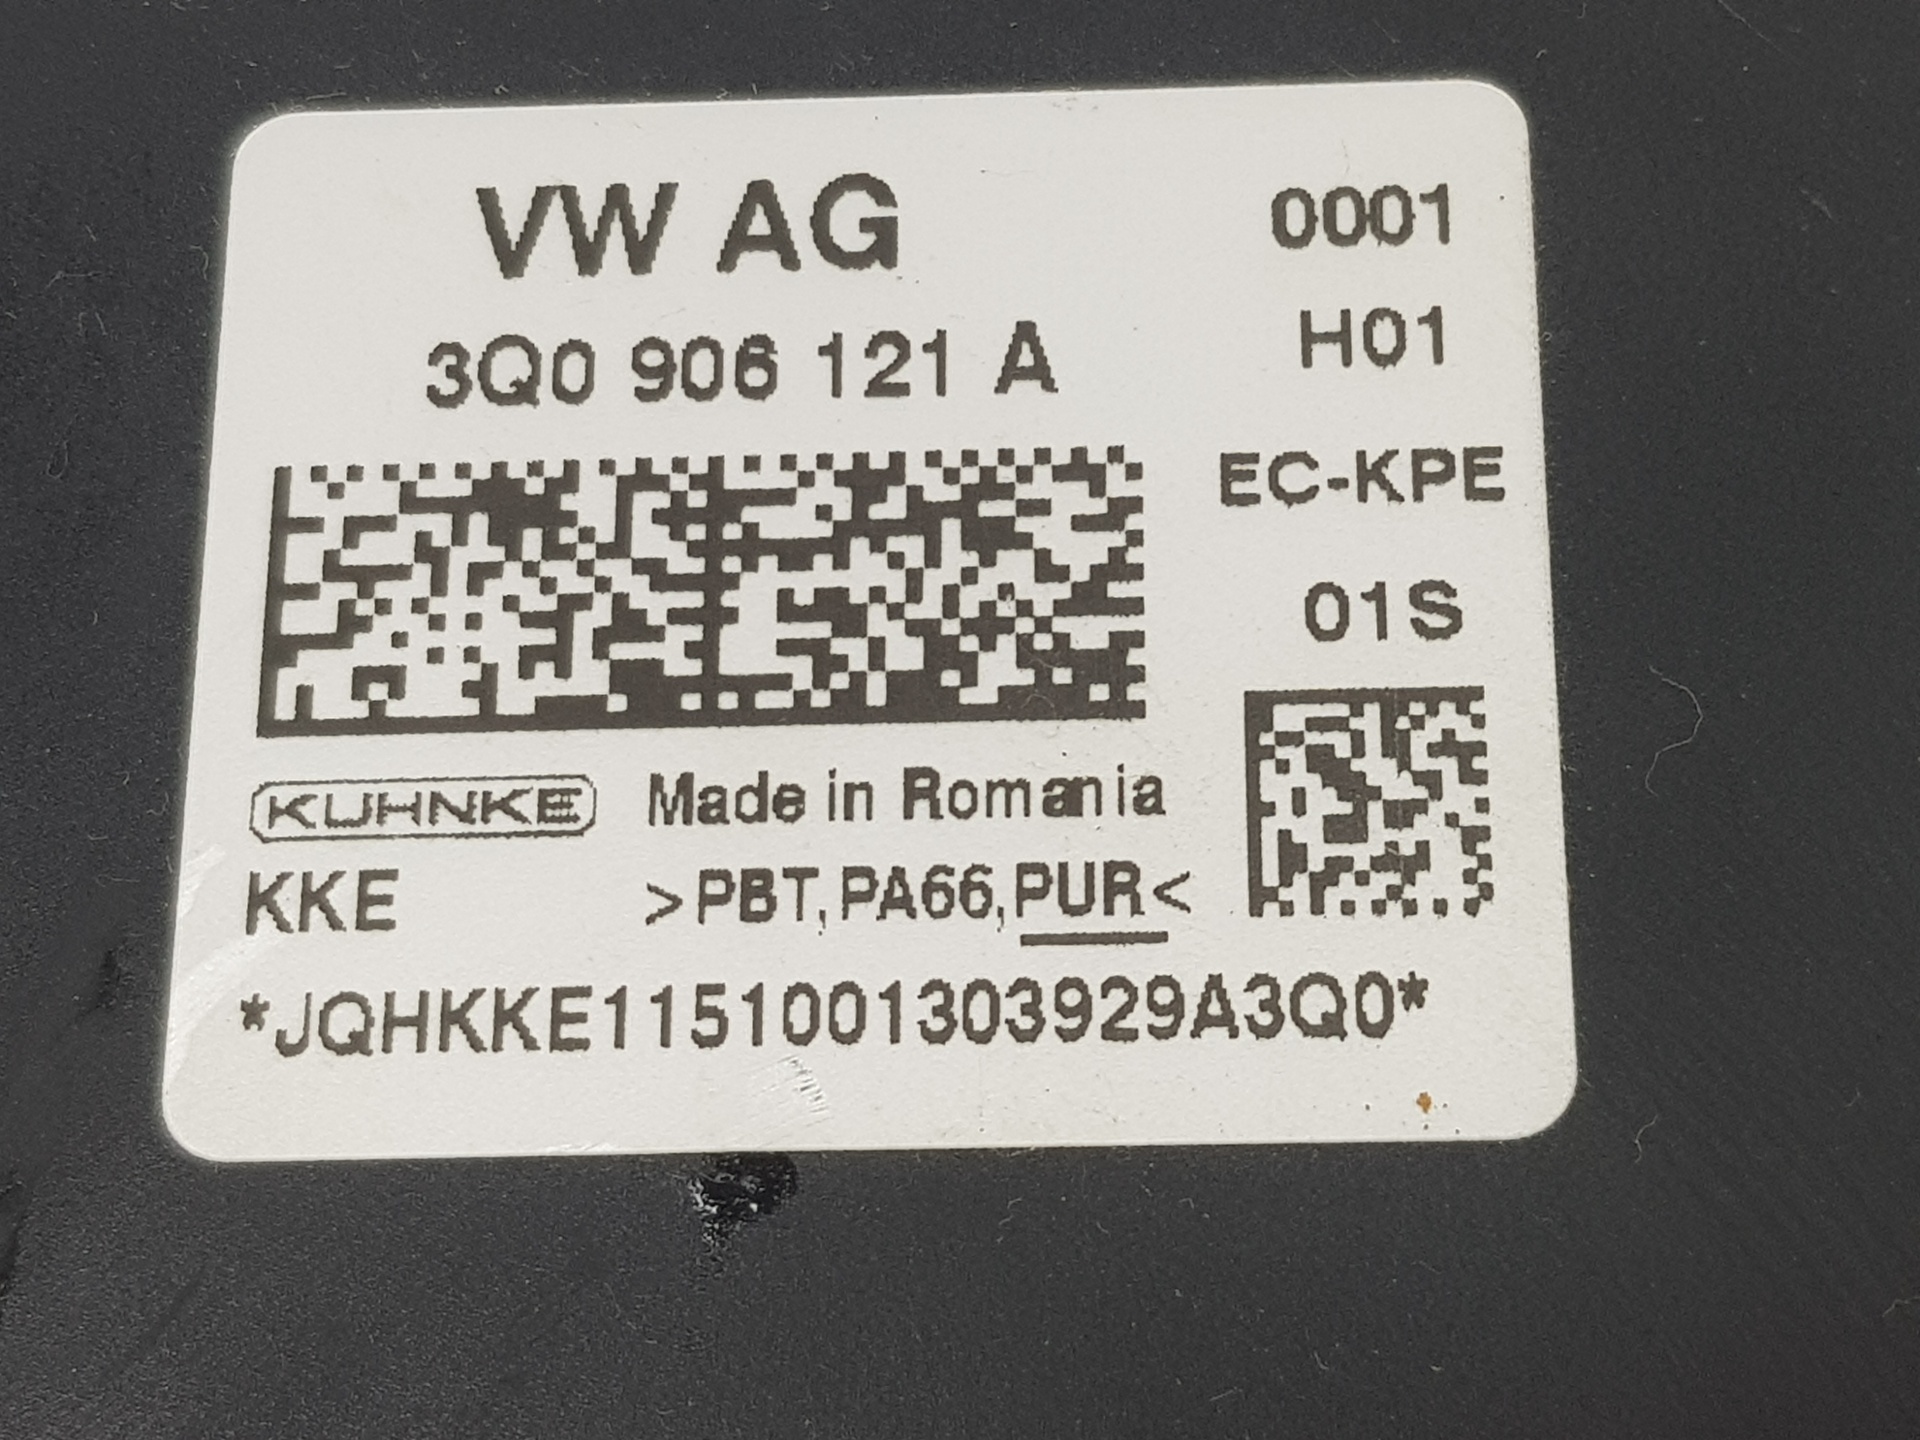 VW AG
0001
3Q0 906 121 A
H01
EC-KPE
01S
KUHNKE
Made in Romania
KKE
>PBT,PA66,PUR<
*JQHKKE1151001303929A3Q0*